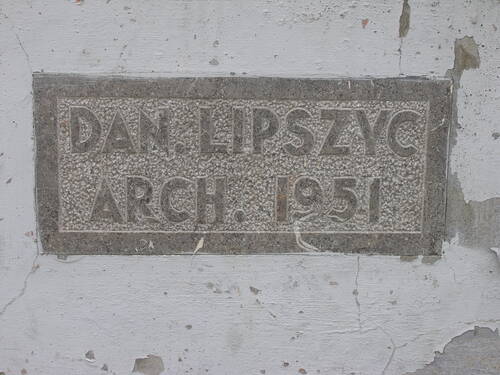 DAN. LIPSZYC
ARCH. 1951